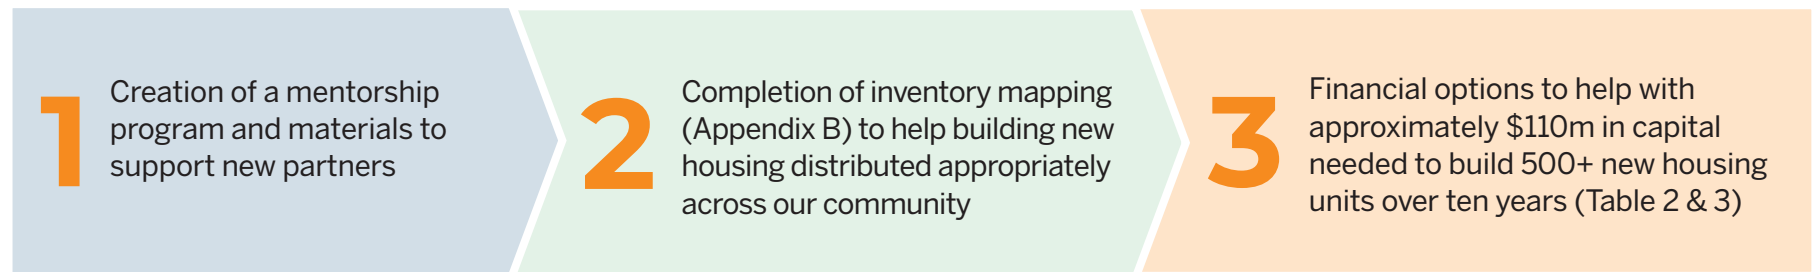 1
Creation of a mentorship
program and materials to
support new partners
2
Completion of inventory mapping
(Appendix B) to help building new
housing distributed appropriately
across our community
3
Financial options to help with
approximately $110m in capital
needed to build 500+ new housing
units over ten years (Table 2 & 3)